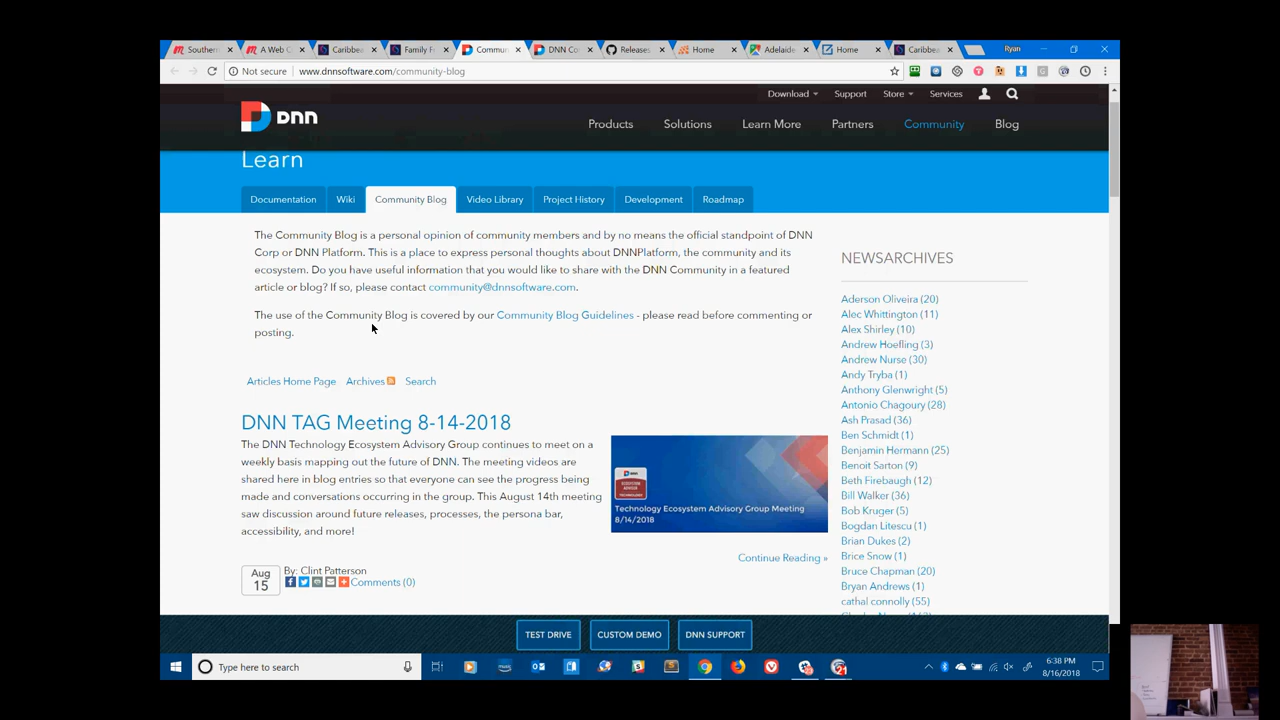 Southern
A Web C
Caribbea
Family F
Commun
DNN Co
Releases
Home
Adelaide
Home
Caribbea
Ryan
Not secure
www.dnnsoftware.com/community-blog
Download
Support
Store
Services
DNN
Products
Solutions
Learn More
Partners
Community
Blog
Learn
Documentation
Wiki
Community Blog
Video Library
Project History
Development
Roadmap
The Community Blog is a personal opinion of community members and by no means the official standpoint of DNN
Corp or DNN Platform. This is a place to express personal thoughts about DNNPlatform, the community and its
ecosystem. Do you have useful information that you would like to share with the DNN Community in a featured
article or blog? If so, please contact community@dnnsoftware.com.
The use of the Community Blog is covered by our Community Blog Guidelines - please read before commenting or
posting.
Articles Home Page
Archives
Search
DNN TAG Meeting 8-14-2018
The DNN Technology Ecosystem Advisory Group continues to meet on a
weekly basis mapping out the future of DNN. The meeting videos are
shared here in blog entries so that everyone can see the progress being
made and conversations occurring in the group. This August 14th meeting
saw discussion around future releases, processes, the persona bar,
accessibility, and more!
Technology Ecosystem Advisory Group Meeting
8/14/2018
Continue Reading »
Aug
15
By: Clint Patterson
Comments (0)
NEWSARCHIVES
Aderson Oliveira (20)
Alec Whittington (11)
Alex Shirley (10)
Andrew Hoefling (3)
Andrew Nurse (30)
Andy Tryba (1)
Anthony Glenwright (5)
Antonio Chagoury (28)
Ash Prasad (36)
Ben Schmidt (1)
Benjamin Hermann (25)
Benoit Sarton (9)
Beth Firebaugh (12)
Bill Walker (36)
Bob Kruger (5)
Bogdan Litescu (1)
Brian Dukes (2)
Brice Snow (1)
Bruce Chapman (20)
Bryan Andrews (1)
cathal connolly (55)
TEST DRIVE
CUSTOM DEMO
DNN SUPPORT
Type here to search
6:38 PM
8/16/2018